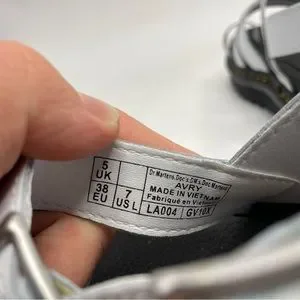 5 UK
38 EU
7 US L
Dr. Martens, Doc's, DM's, Doc Martens
AVRY
MADE IN VIETNAM
Fabriqué en Vietnam
LA004 GV10X